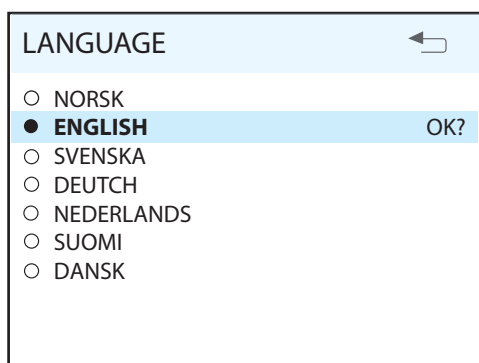 LANGUAGE
NORSK
ENGLISH OK?
SVENSKA
DEUTCH
NEDERLANDS
SUOMI
DANSK